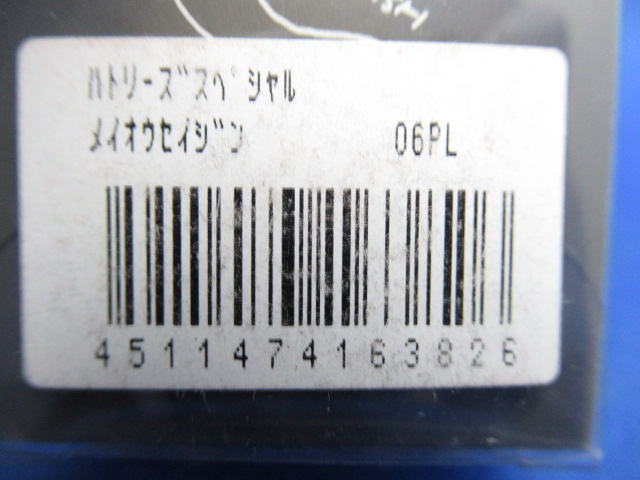 ﾊﾄﾘｰｽﾞｽﾍﾟｼｬﾙ
ﾒｲｵｳｾｲｼﾞﾝ 06PL
4511474163826